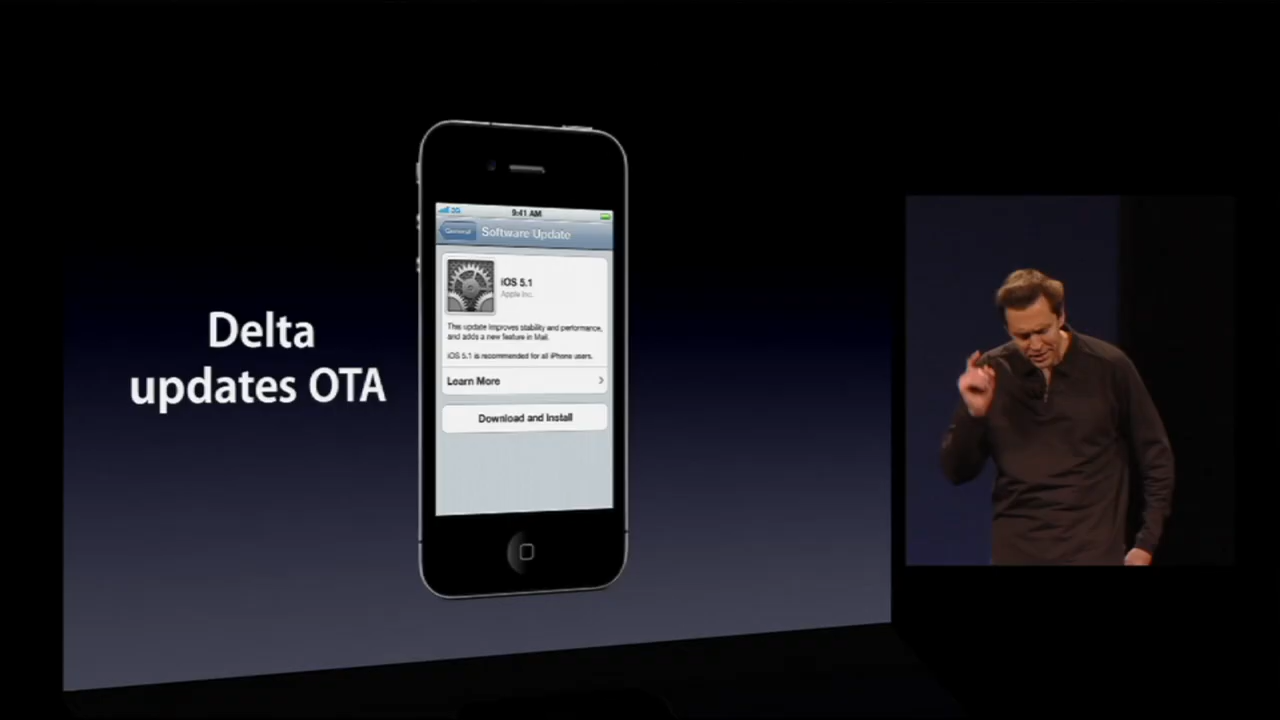 Delta
updates OTA
3G
9:41 AM
General
Software Update
iOS 5.1
Apple Inc.
This update improves stability and performance,
and adds a new feature in Mail.
iOS 5.1 is recommended for all iPhone users.
Learn More
Download and Install